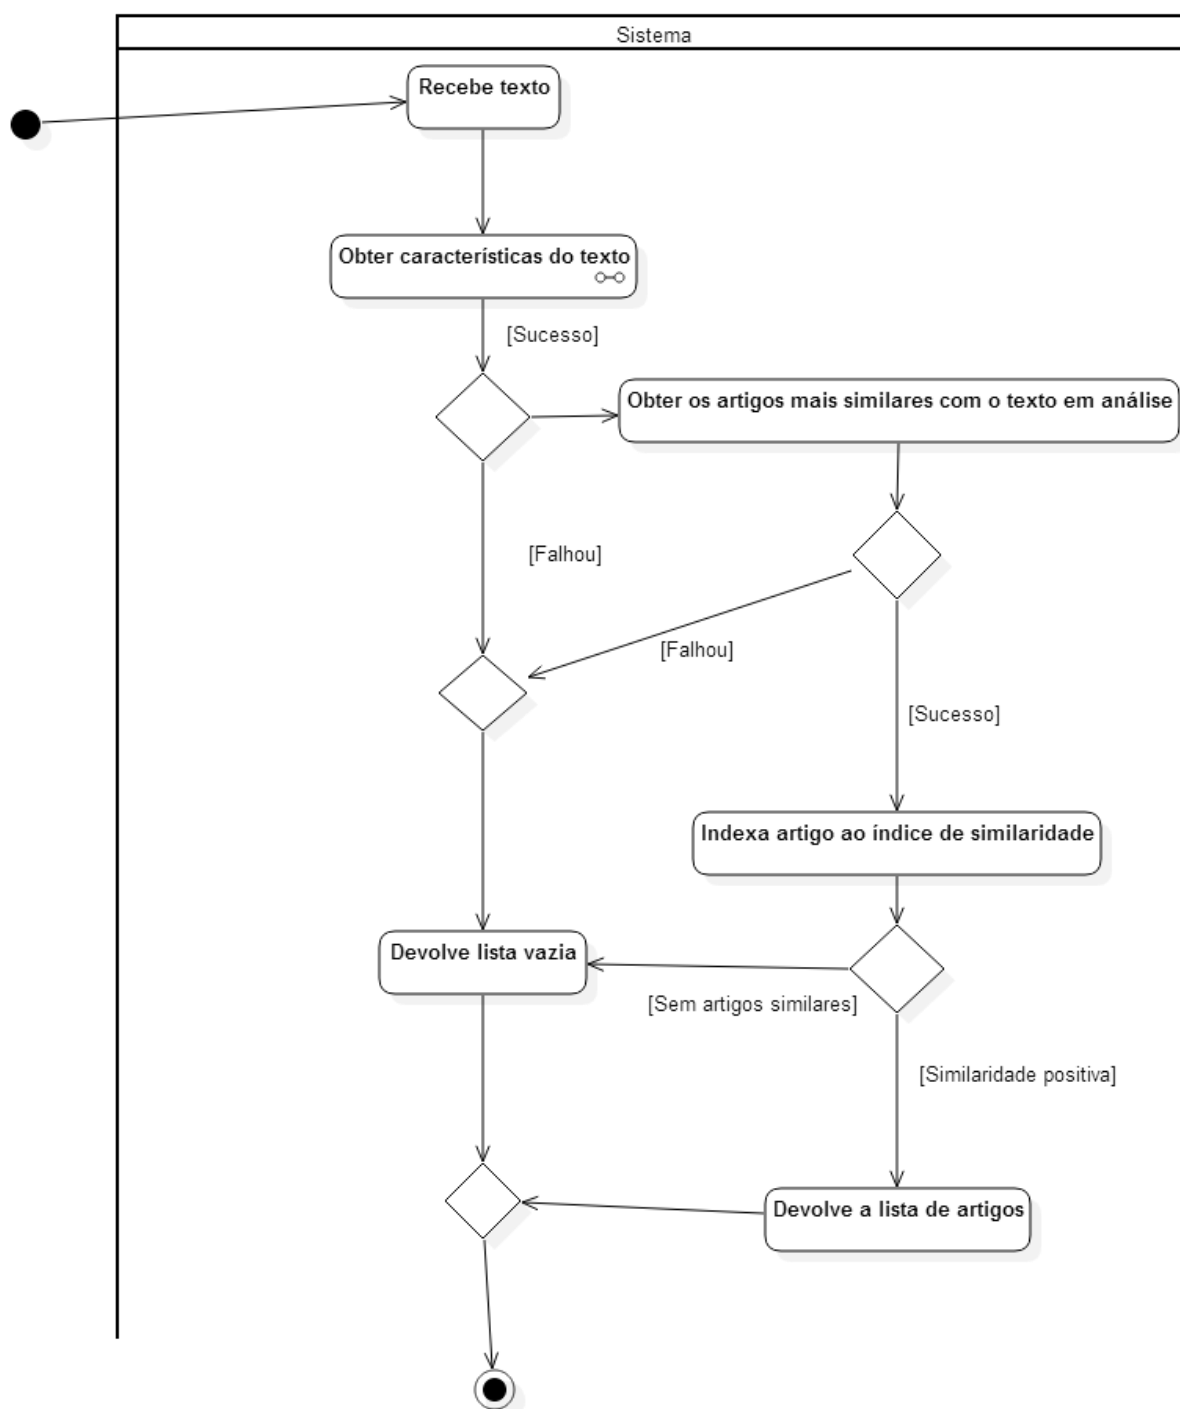 Sistema
Recebe texto
Obter características do texto
[Sucesso]
Obter os artigos mais similares com o texto em análise
[Falhou]
[Falhou]
[Sucesso]
Indexa artigo ao índice de similaridade
Devolve lista vazia
[Sem artigos similares]
[Similaridade positiva]
Devolve a lista de artigos